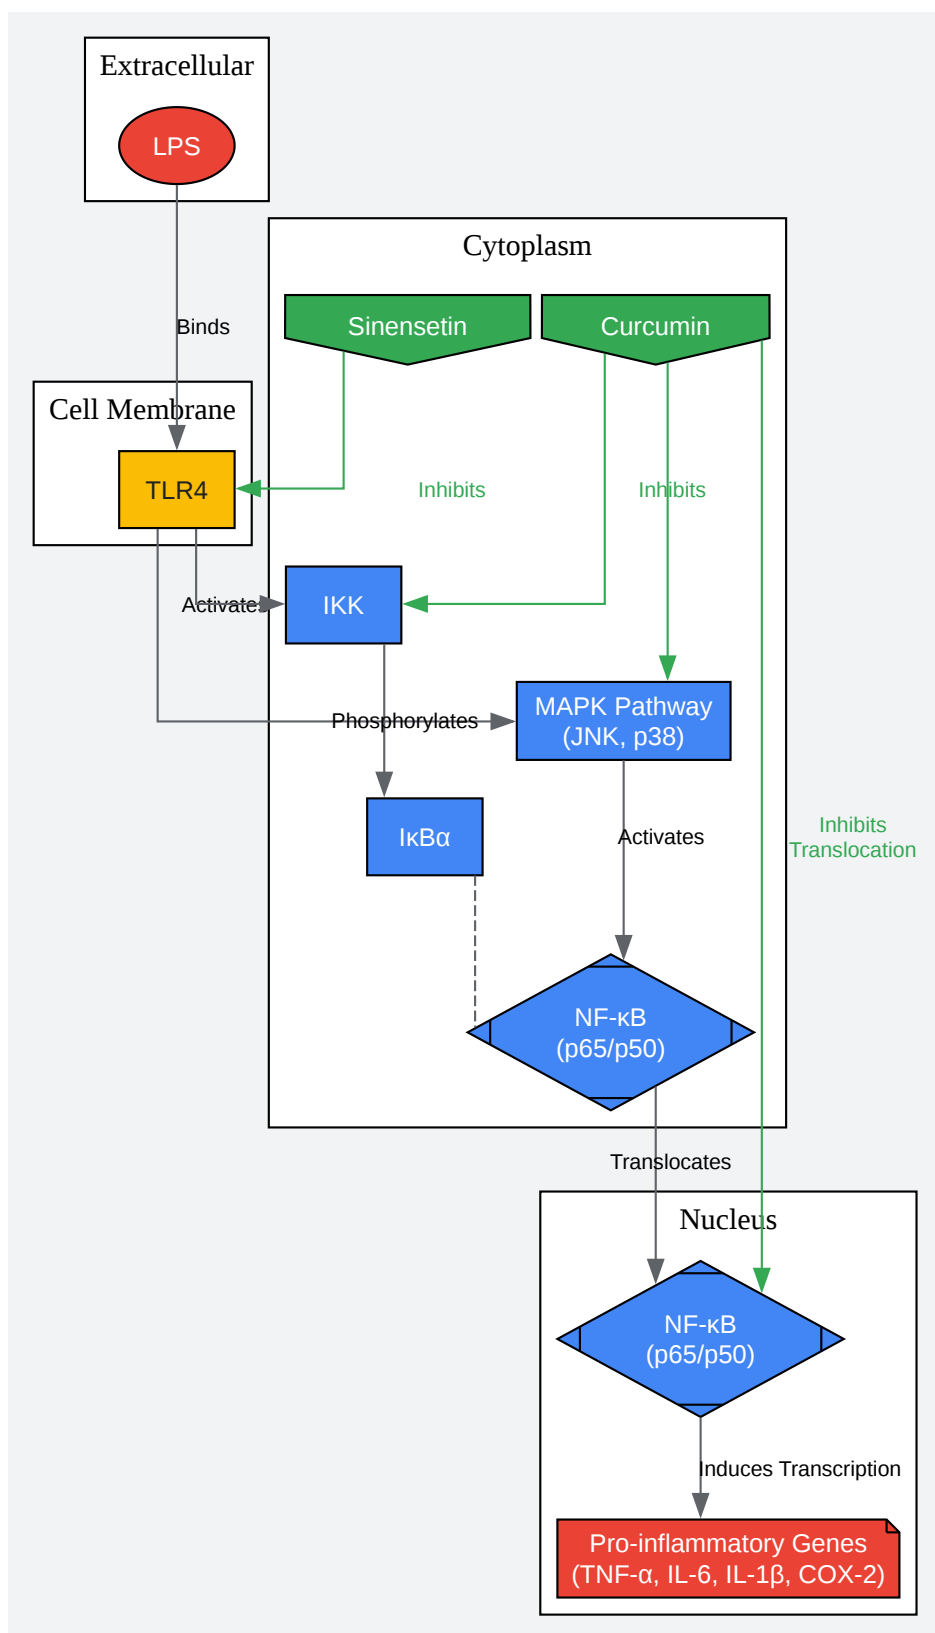 Extracellular
LPS
Cytoplasm
Sinensetin
Curcumin
Binds
Cell Membrane
TLR4
Inhibits
Inhibits
Activates
IKK
MAPK Pathway
(JNK, p38)
Phosphorylates
IκBα
Activates
Inhibits
Translocation
NF-κB
(p65/p50)
Translocates
Nucleus
NF-κB
(p65/p50)
Induces Transcription
Pro-inflammatory Genes
(TNF-α, IL-6, IL-1β, COX-2)